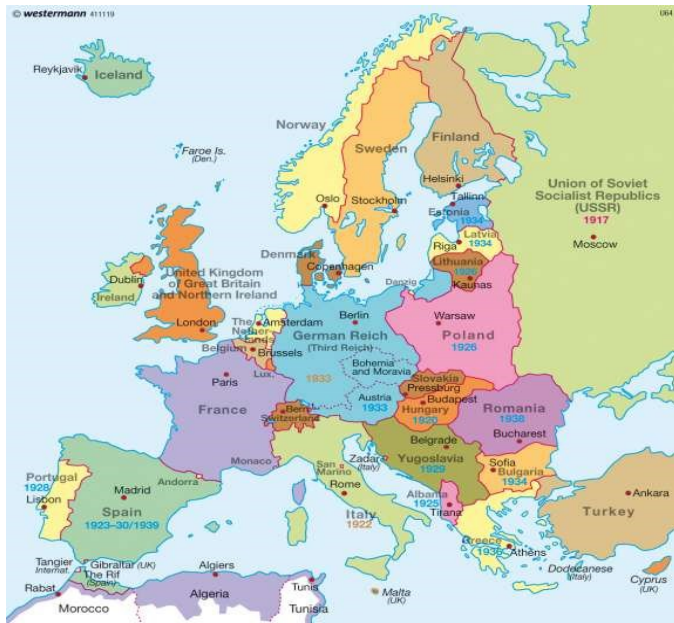 © westermann 411119
U64
Reykjavik
Iceland
Faroe Is.
(Den.)
Norway
Sweden
Finland
Helsinki
Oslo
Stockholm
Tallinn
Estonia
1934
Union of Soviet
Socialist Republics
(USSR)
1917
Moscow
Riga
Latvia
1934
Lithuania
1926
Kaunas
Denmark
Copenhagen
Danzig
Dublin
Ireland
United Kingdom
of Great Britain
and Northern Ireland
London
The
Nether-
lands
Amsterdam
Belgium
Brussels
Lux.
Berlin
German Reich
(Third Reich)
1933
Bohemia
and Moravia
Warsaw
Poland
1926
Paris
France
Bern
Switzerland
Austria
1933
Slovakia
Pressburg
Budapest
Hungary
1920
Romania
1938
Bucharest
Belgrade
Yugoslavia
1929
Sofia
Bulgaria
1934
Monaco
Andorra
San
Marino
Zadar
(Italy)
Rome
Italy
1922
Albania
1925
Tirana
Greece
1936
Athens
Portugal
1928
Lisbon
Madrid
Spain
1923–30/1939
Ankara
Turkey
Dodecanese
(Italy)
Cyprus
(UK)
Tangier
Internat.
Gibraltar (UK)
The Rif
(Spain)
Rabat
Morocco
Algiers
Algeria
Tunis
Tunisia
Malta
(UK)